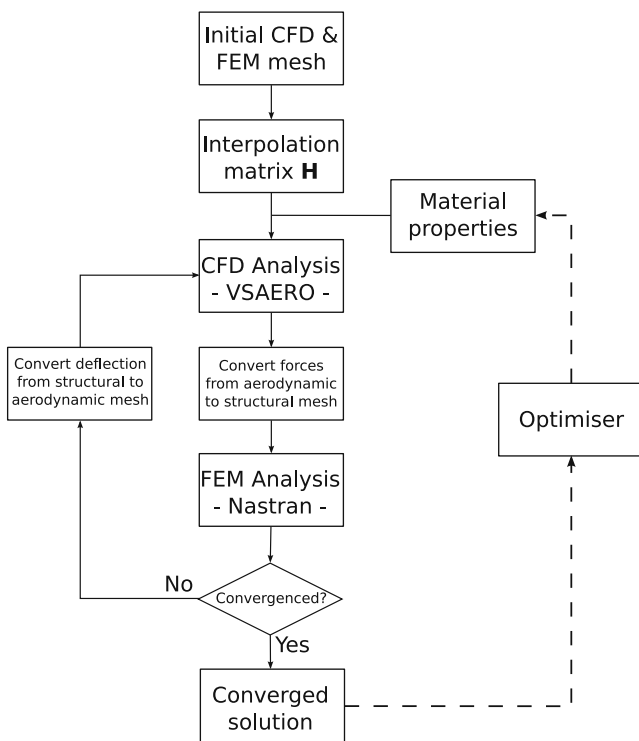 Initial CFD &
FEM mesh
Interpolation
matrix H
Material
properties
CFD Analysis
- VSAERO -
Convert deflection
from structural to
aerodynamic mesh
Convert forces
from aerodynamic
to structural mesh
Optimiser
FEM Analysis
- Nastran -
No
Convergenced?
Yes
Converged
solution